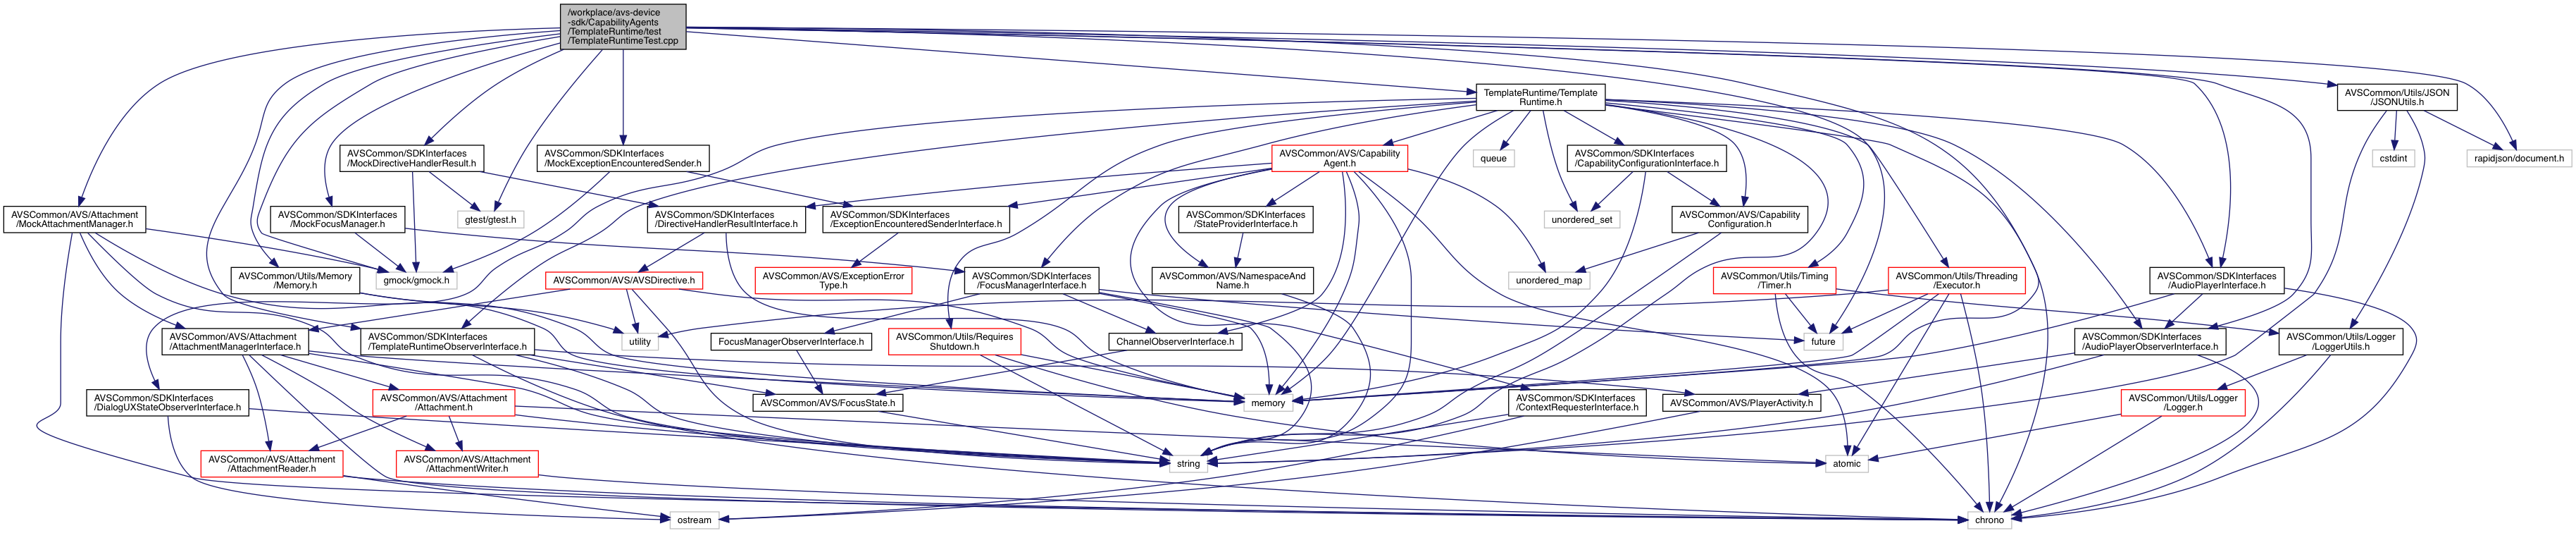 /workplace/avs-device
-sdk/CapabilityAgents
/TemplateRuntime/test
/TemplateRuntimeTest.cpp
TemplateRuntime/Template
Runtime.h
AVSCommon/Utils/JSON
/JSONUtils.h
AVSCommon/SDKInterfaces
/MockDirectiveHandlerResult.h
AVSCommon/SDKInterfaces
/MockExceptionEncounteredSender.h
AVSCommon/AVS/Capability
Agent.h
queue
AVSCommon/SDKInterfaces
/CapabilityConfigurationInterface.h
cstdint
rapidjson/document.h
AVSCommon/AVS/Attachment
/MockAttachmentManager.h
AVSCommon/SDKInterfaces
/MockFocusManager.h
gtest/gtest.h
AVSCommon/SDKInterfaces
/DirectiveHandlerResultInterface.h
AVSCommon/SDKInterfaces
/ExceptionEncounteredSenderInterface.h
AVSCommon/SDKInterfaces
/StateProviderInterface.h
unordered_set
AVSCommon/AVS/Capability
Configuration.h
AVSCommon/Utils/Memory
/Memory.h
gmock/gmock.h
AVSCommon/AVS/AVSDirective.h
AVSCommon/AVS/ExceptionError
Type.h
AVSCommon/SDKInterfaces
/FocusManagerInterface.h
AVSCommon/AVS/NamespaceAnd
Name.h
unordered_map
AVSCommon/Utils/Timing
/Timer.h
AVSCommon/Utils/Threading
/Executor.h
AVSCommon/SDKInterfaces
/AudioPlayerInterface.h
AVSCommon/AVS/Attachment
/AttachmentManagerInterface.h
AVSCommon/SDKInterfaces
/TemplateRuntimeObserverInterface.h
utility
FocusManagerObserverInterface.h
AVSCommon/Utils/Requires
Shutdown.h
ChannelObserverInterface.h
future
AVSCommon/SDKInterfaces
/AudioPlayerObserverInterface.h
AVSCommon/Utils/Logger
/LoggerUtils.h
AVSCommon/SDKInterfaces
/DialogUXStateObserverInterface.h
AVSCommon/AVS/Attachment
/Attachment.h
AVSCommon/AVS/FocusState.h
memory
AVSCommon/SDKInterfaces
/ContextRequesterInterface.h
AVSCommon/AVS/PlayerActivity.h
AVSCommon/Utils/Logger
/Logger.h
AVSCommon/AVS/Attachment
/AttachmentReader.h
AVSCommon/AVS/Attachment
/AttachmentWriter.h
string
atomic
ostream
chrono